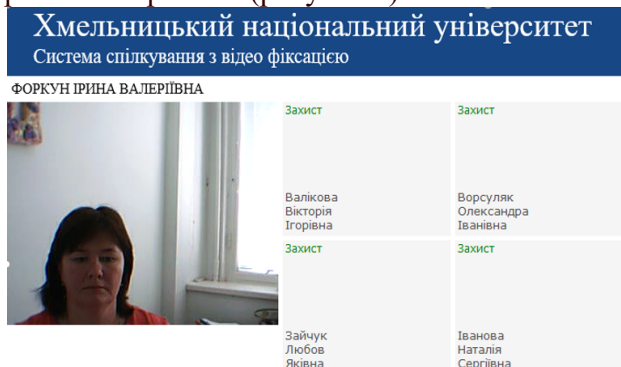 Хмельницький національний університет
Система спілкування з відео фіксацією
ФОРКУН ІРИНА ВАЛЕРІЇВНА
Захист
Валікова
Вікторія
Ігорівна
Захист
Ворсуляк
Олександра
Іванівна
Захист
Зайчук
Любов
Яківна
Захист
Іванова
Наталія
Сергіївна